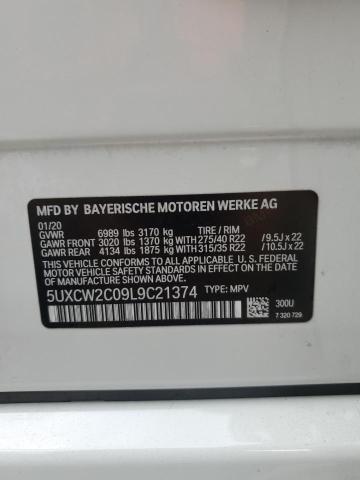 MFD BY BAYERISCHE MOTOREN WERKE AG
01/20
GVWR 6989 lbs 3170 kg TIRE / RIM
GAWR FRONT 3020 lbs 1370 kg WITH 275/40 R22 / 9.5J x 22
GAWR REAR 4134 lbs 1875 kg WITH 315/35 R22 / 10.5J x 22
THIS VEHICLE CONFORMS TO ALL APPLICABLE U. S. FEDERAL
MOTOR VEHICLE SAFETY STANDARDS IN EFFECT ON THE
DATE OF MANUFACTURE SHOWN ABOVE.
5UXCW2C09L9C21374 TYPE: MPV
300U
7 320 729